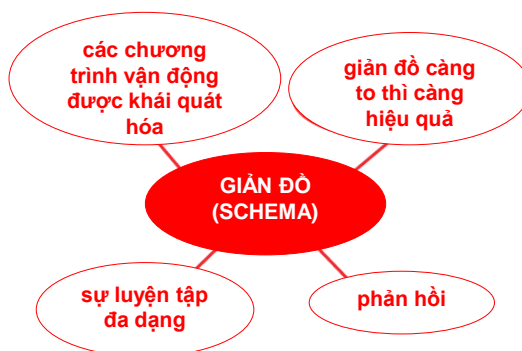 các chương
trình vận động
được khái quát
hóa
giản đồ càng
to thì càng
hiệu quả
GIẢN ĐỒ
(SCHEMA)
sự luyện tập
đa dạng
phản hồi